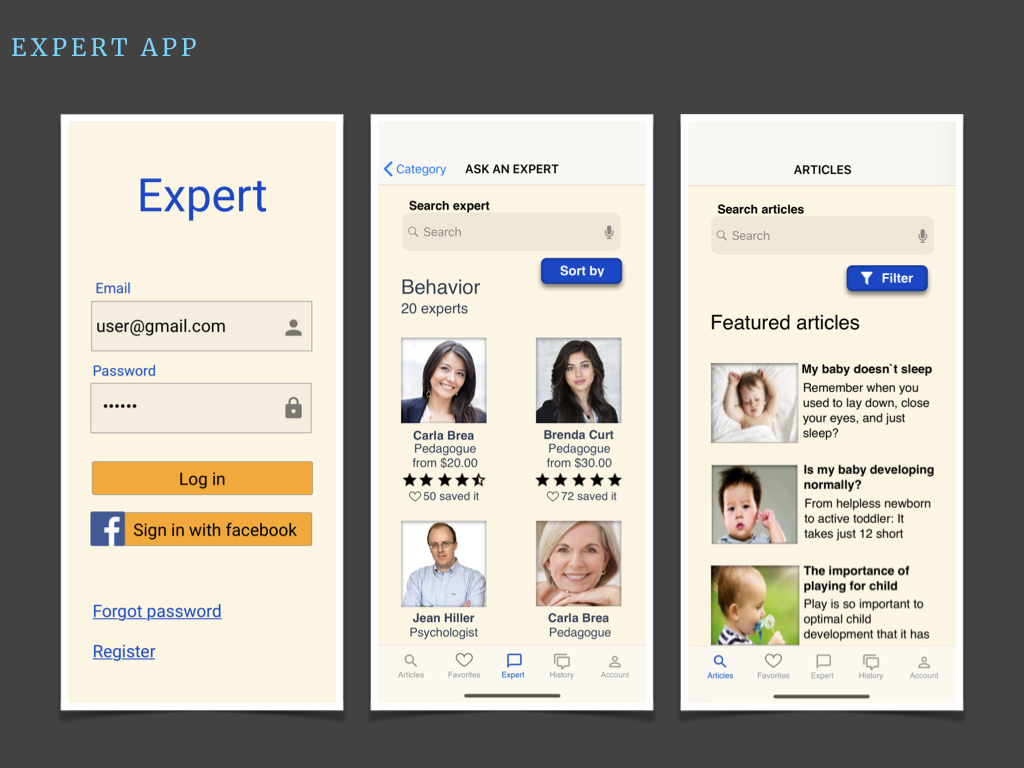 EXPERT APP
Expert
Email
user@gmail.com
Password
••••••
Log in
f Sign in with facebook
Forgot password
Register
Category ASK AN EXPERT
Search expert
Search
Sort by
Behavior
20 experts
Carla Brea
Pedagogue
from $20.00
50 saved it
Brenda Curt
Pedagogue
from $30.00
72 saved it
Jean Hiller
Psychologist
Carla Brea
Pedagogue
Articles Favorites Expert History Account
ARTICLES
Search articles
Search
Filter
Featured articles
My baby doesn`t sleep
Remember when you
used to lay down, close
your eyes, and just
sleep?
Is my baby developing
normally?
From helpless newborn
to active toddler: It
takes just 12 short
The importance of
playing for child
Play is so important to
optimal child
development that it has
Articles Favorites Expert History Account